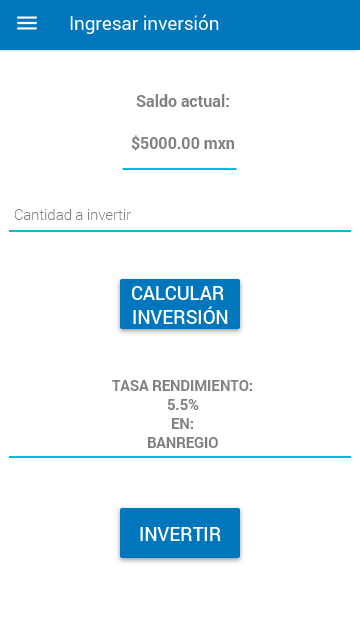 Ingresar inversión
Saldo actual:
$5000.00 mxn
Cantidad a invertir
CALCULAR
INVERSIÓN
TASA RENDIMIENTO:
5.5%
EN:
BANREGIO
INVERTIR